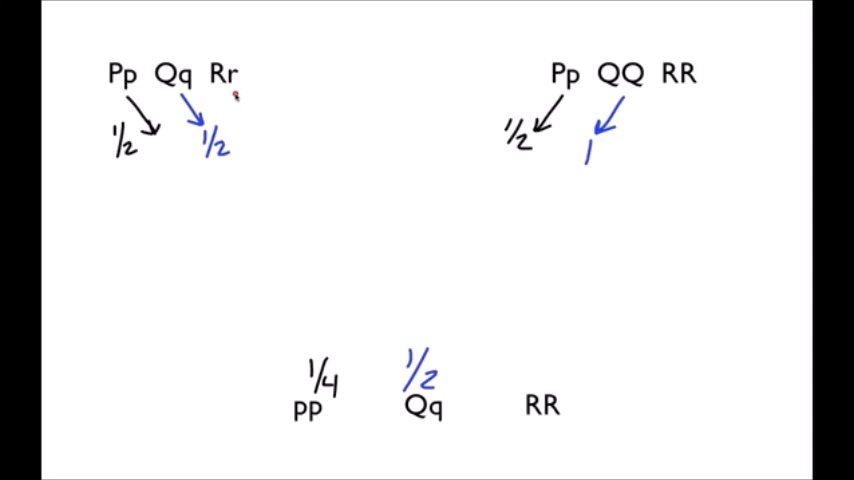 Pp Qq Rr
Pp QQ RR
1/2
1/2
1/2
1
1/4
1/2
pp Qq RR